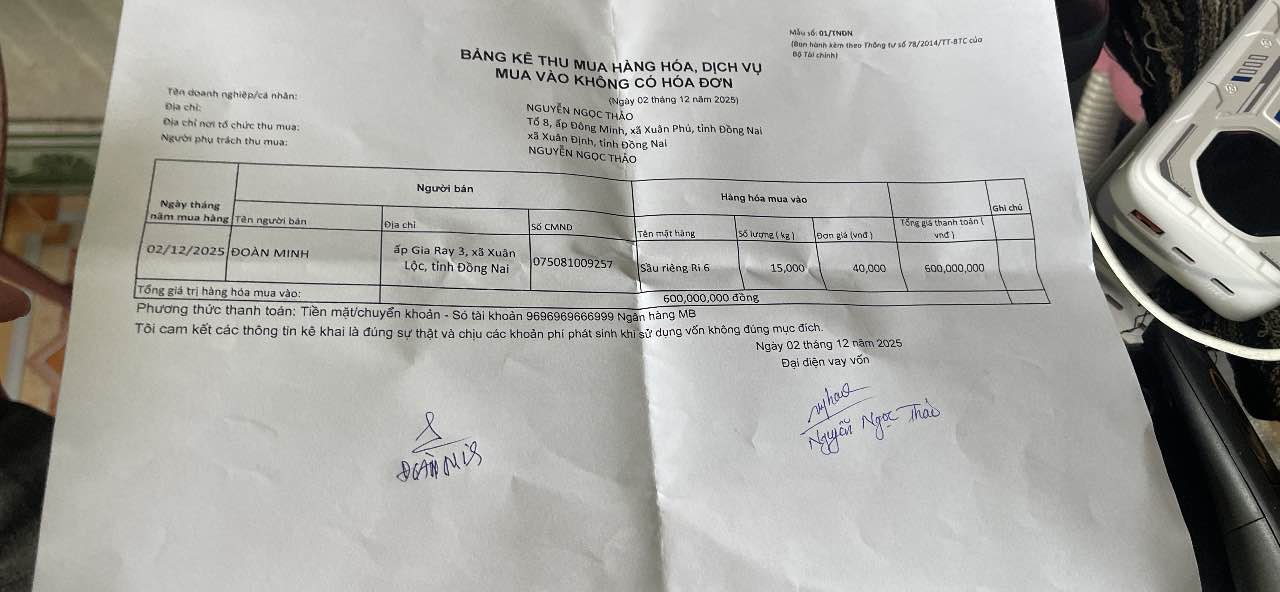 Mẫu số: 01/TNDN
(Ban hành kèm theo Thông tư số 78/2014/TT-BTC của
Bộ Tài chính)
BẢNG KÊ THU MUA HÀNG HÓA, DỊCH VỤ
MUA VÀO KHÔNG CÓ HÓA ĐƠN
(Ngày 02 tháng 12 năm 2025)
Tên doanh nghiệp/cá nhân: NGUYỄN NGỌC THẢO
Địa chỉ: Tổ 8, ấp Đông Minh, xã Xuân Phú, tỉnh Đồng Nai
Địa chỉ nơi tổ chức thu mua: xã Xuân Định, tỉnh Đồng Nai
Người phụ trách thu mua: NGUYỄN NGỌC THẢO
Ngày tháng năm mua hàng Người bán Hàng hóa mua vào Tổng giá thanh toán ( vnđ ) Ghi chú
Tên người bán Địa chỉ Số CMND Tên mặt hàng Số lượng ( kg ) Đơn giá (vnđ )
02/12/2025 ĐOÀN MINH ấp Gia Ray 3, xã Xuân Lộc, tỉnh Đồng Nai 075081009257 Sầu riêng Ri 6 15,000 40,000 600,000,000
Tổng giá trị hàng hóa mua vào: 600,000,000 đồng
Phương thức thanh toán: Tiền mặt/chuyển khoản - Số tài khoản 9696969666999 Ngân hàng MB
Tôi cam kết các thông tin kê khai là đúng sự thật và chịu các khoản phí phát sinh khi sử dụng vốn không đúng mục đích.
Ngày 02 tháng 12 năm 2025
Đại diện vay vốn
Nguyễn Ngọc Thảo